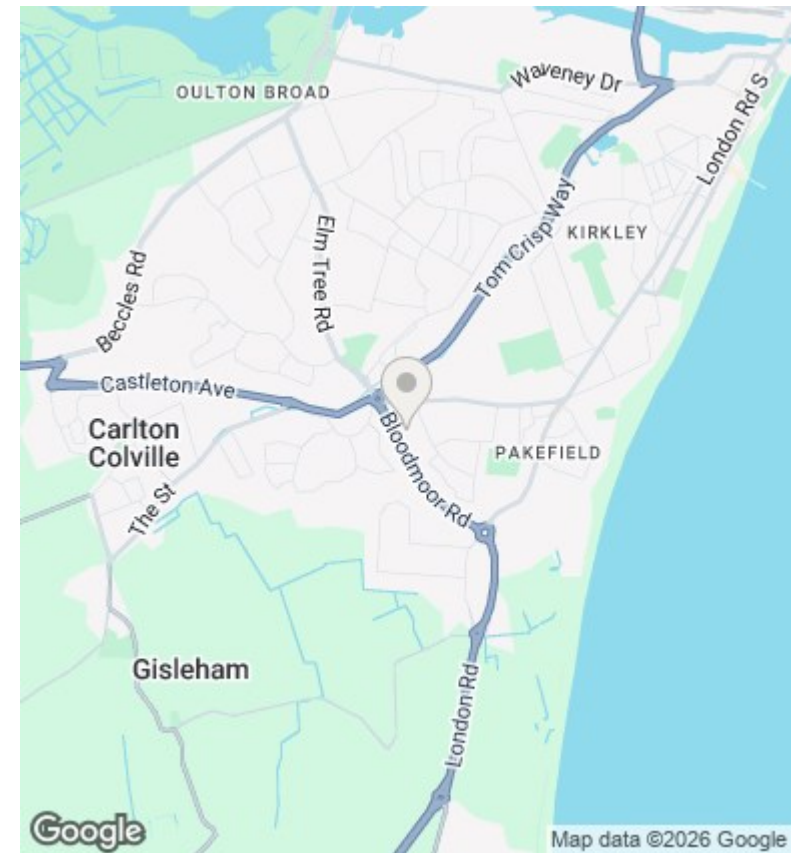 Waveney Dr
OULTON BROAD
London Rd S
Tom Crisp Way
KIRKLEY
Elm Tree Rd
Beccles Rd
Castleton Ave
Carlton
Colville
Bloodmoor Rd
PAKEFIELD
The St
Gisleham
London Rd
Google
Map data ©2026 Google